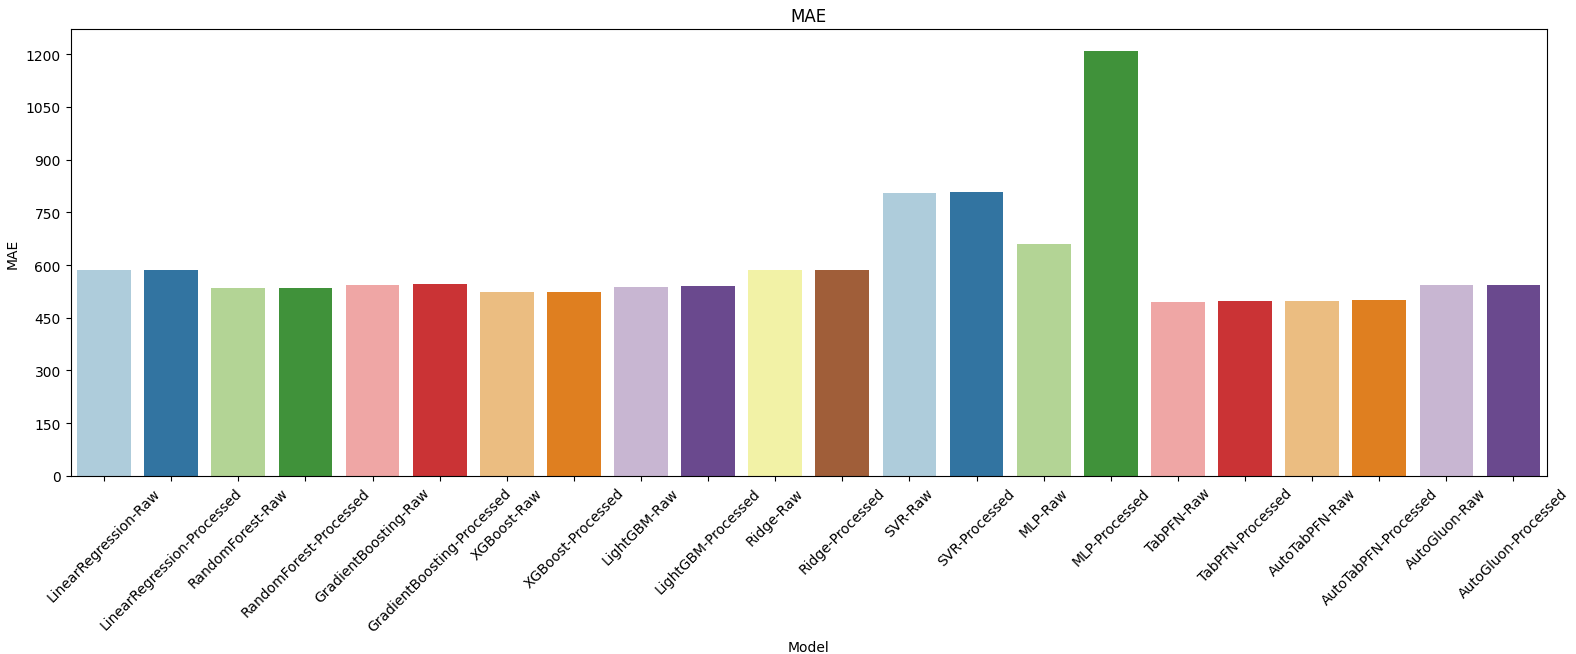 MAE
MAE
1200
1050
900
750
600
450
300
150
0
LinearRegression-Raw
LinearRegression-Processed
RandomForest-Raw
RandomForest-Processed
GradientBoosting-Raw
GradientBoosting-Processed
XGBoost-Raw
XGBoost-Processed
LightGBM-Raw
LightGBM-Processed
Ridge-Raw
Ridge-Processed
SVR-Raw
SVR-Processed
MLP-Raw
MLP-Processed
TabPFN-Raw
TabPFN-Processed
AutoTabPFN-Raw
AutoTabPFN-Processed
AutoGluon-Raw
AutoGluon-Processed
Model